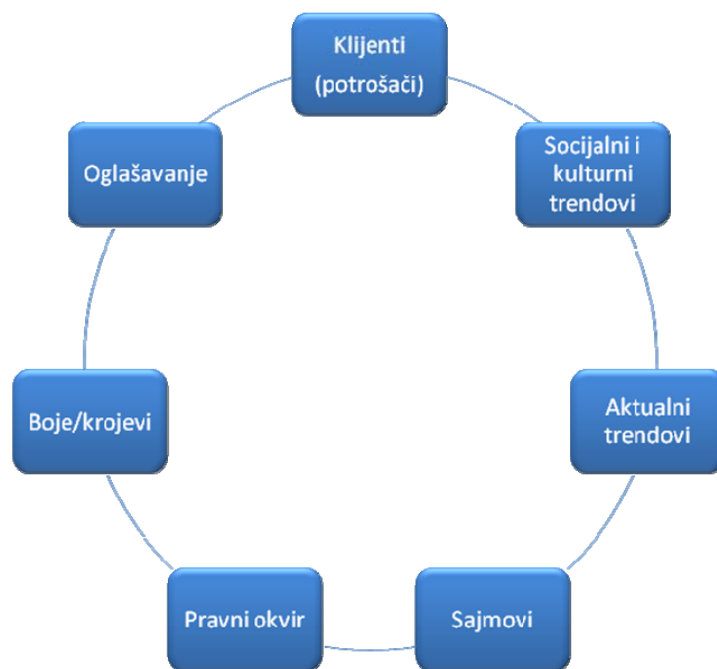 Klijenti
(potrošači)
Socijalni i
kulturni
trendovi
Aktualni
trendovi
Sajmovi
Pravni okvir
Boje/krojevi
Oglašavanje